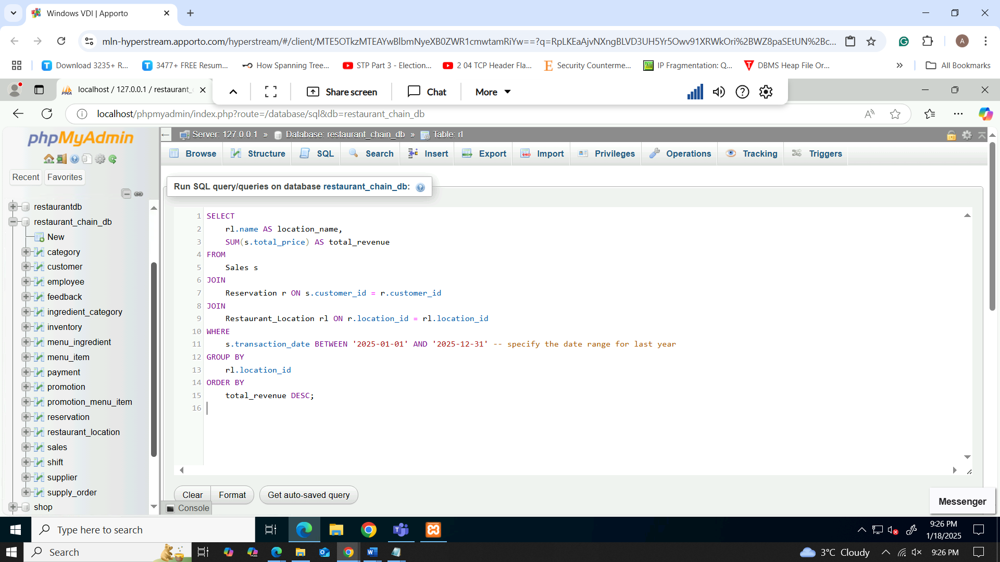 Windows VDI | Apporto
mln-hyperstream.apporto.com/hyperstream/#/client/MTE5OTkzMTEAYwBlbmNyeXB0ZWR1cmwtamRiYw==?q=RpLKEaAjvNXngBLVD3UH5Yr5Owv91XRWkOri%2BWZ8paSEtUN%2Bc...
A
Download 3235+ R...
3477+ FREE Resum...
How Spanning Tree...
STP Part 3 - Election...
2 04 TCP Header Fla...
Security Counterme...
IP Fragmentation: Q...
DBMS Heap File Or...
»
All Bookmarks
localhost / 127.0.0.1 / restaurant_
Share screen
Chat
More
localhost/phpmyadmin/index.php?route=/database/sql&db=restaurant_chain_db
phpMyAdmin
Recent
Favorites
restaurantdb
restaurant_chain_db
New
category
customer
employee
feedback
ingredient_category
inventory
menu_ingredient
menu_item
payment
promotion
promotion_menu_item
reservation
restaurant_location
sales
shift
supplier
supply_order
shop
Server: 127.0.0.1 » Database: restaurant_chain_db » Table: rl
Browse
Structure
SQL
Search
Insert
Export
Import
Privileges
Operations
Tracking
Triggers
Run SQL query/queries on database restaurant_chain_db:
1 SELECT
2 rl.name AS location_name,
3 SUM(s.total_price) AS total_revenue
4 FROM
5 Sales s
6 JOIN
7 Reservation r ON s.customer_id = r.customer_id
8 JOIN
9 Restaurant_Location rl ON r.location_id = rl.location_id
10 WHERE
11 s.transaction_date BETWEEN '2025-01-01' AND '2025-12-31' -- specify the date range for last year
12 GROUP BY
13 rl.location_id
14 ORDER BY
15 total_revenue DESC;
16
Clear
Format
Get auto-saved query
Console
Messenger
Type here to search
9:26 PM
1/18/2025
Search
3°C Cloudy
9:26 PM